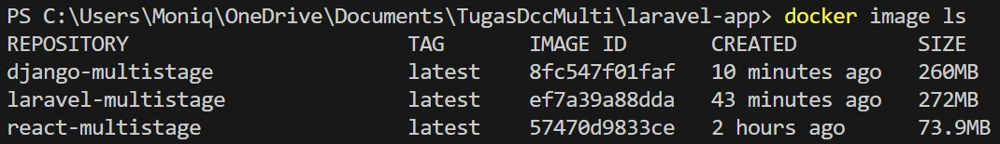 PS C:\Users\Moniq\OneDrive\Documents\TugasDccMulti\laravel-app> docker image ls
REPOSITORY TAG IMAGE ID CREATED SIZE
django-multistage latest 8fc547f01faf 10 minutes ago 260MB
laravel-multistage latest ef7a39a88dda 43 minutes ago 272MB
react-multistage latest 57470d9833ce 2 hours ago 73.9MB